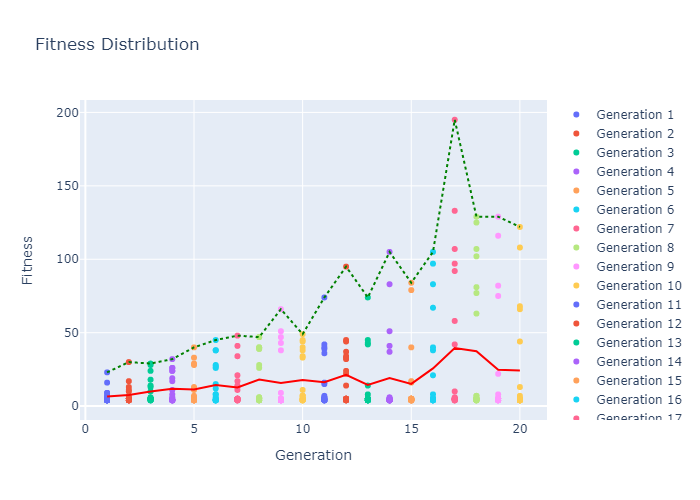 Fitness Distribution
Fitness
200
150
100
50
0
0
5
10
15
20
Generation
Generation 1
Generation 2
Generation 3
Generation 4
Generation 5
Generation 6
Generation 7
Generation 8
Generation 9
Generation 10
Generation 11
Generation 12
Generation 13
Generation 14
Generation 15
Generation 16
Generation 17